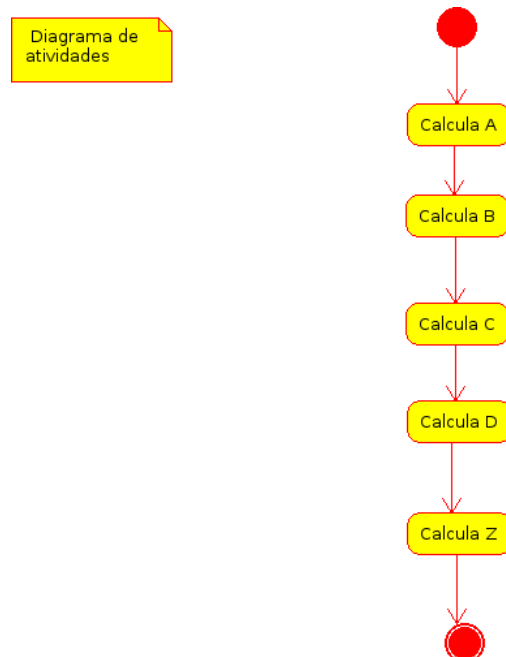 Diagrama de
atividades
Calcula A
Calcula B
Calcula C
Calcula D
Calcula Z